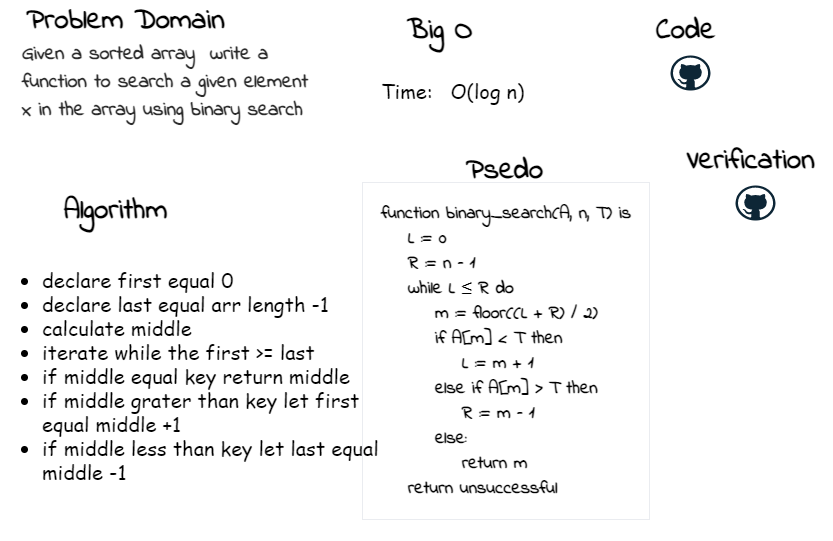 Problem Domain
Given a sorted array write a
function to search a given element
x in the array using binary search
Big O
Time: O(log n)
Code
Verification
Algorithm
• declare first equal 0
• declare last equal arr length -1
• calculate middle
• iterate while the first >= last
• if middle equal key return middle
• if middle grater than key let first
equal middle +1
• if middle less than key let last equal
middle -1
Psedo
function binary_search(A, n, T) is
L = 0
R = n - 1
while L ≤ R do
m = floor((L + R) / 2)
if A[m] < T then
L = m + 1
else if A[m] > T then
R = m - 1
else:
return m
return unsuccessful